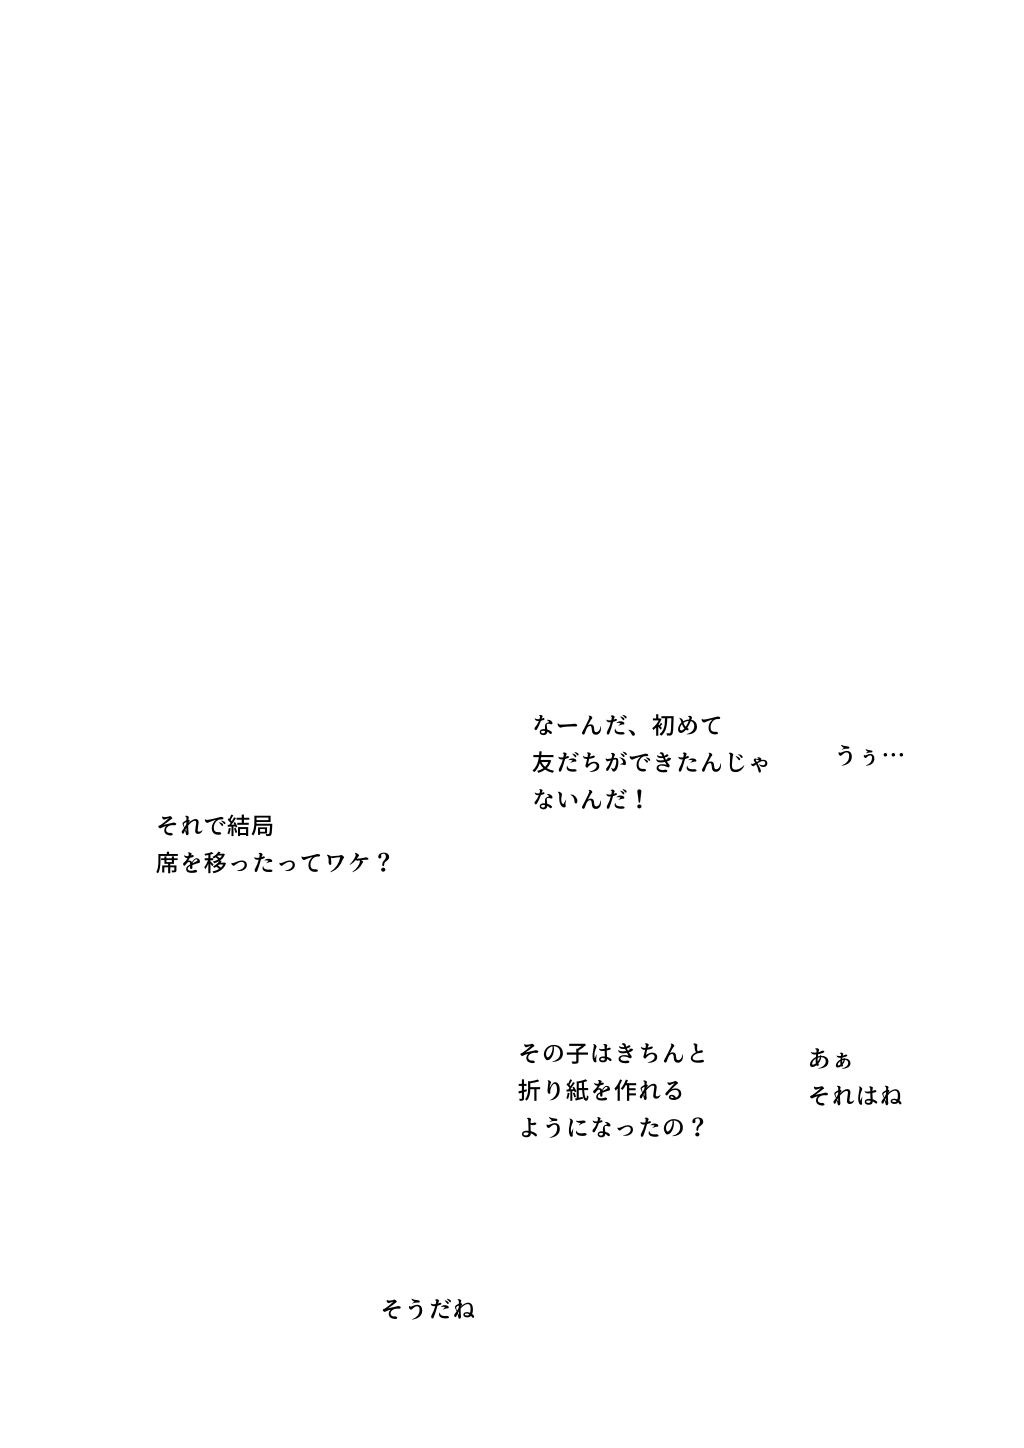 うぅ…
なーんだ、初めて
友だちができたんじゃ
ないんだ！
それで結局
席を移ったってワケ？
あぁ
それはね
その子はきちんと
折り紙を作れる
ようになったの？
そうだね